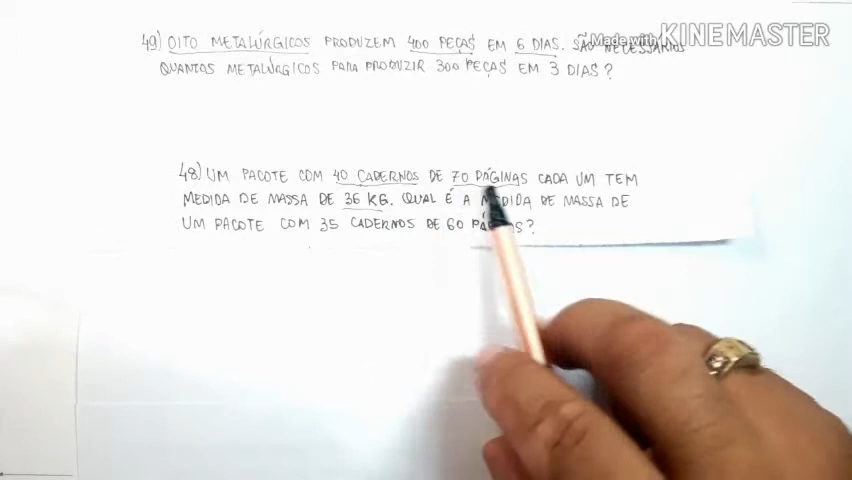 Made with KINEMASTER
49) OITO METALÚRGICOS PRODUZEM 400 PEÇAS EM 6 DIAS. SÃO NECESSÁRIOS
QUANTOS METALÚRGICOS PARA PRODUZIR 300 PEÇAS EM 3 DIAS?
48) UM PACOTE COM 40 CADERNOS DE 70 PÁGINAS CADA UM TEM
MEDIDA DE MASSA DE 36 KG. QUAL É A MEDIDA DE MASSA DE
UM PACOTE COM 35 CADERNOS DE 60 ?